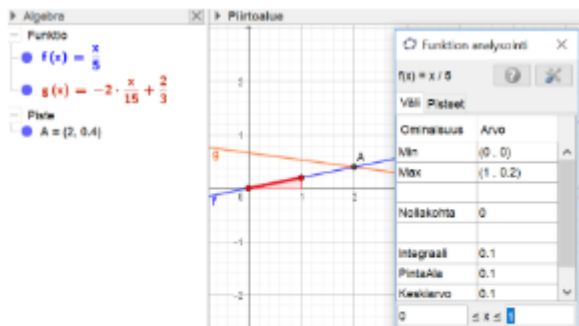 Algebra
Funktio
f(x) = x/5
g(x) = -2 · x/15 + 2/3
Piste
A = (2, 0.4)
Piirtoalue
2
1
0
1
2
-1
-2
g
f
A
Funktion analysointi
f(x) = x / 5
Väli Pisteet
Ominaisuus Arvo
Min (0 , 0)
Max (1 , 0.2)
Nollakohta 0
Integraali 0.1
PintaAla 0.1
Keskiarvo 0.1
0 ≤ x ≤ 1